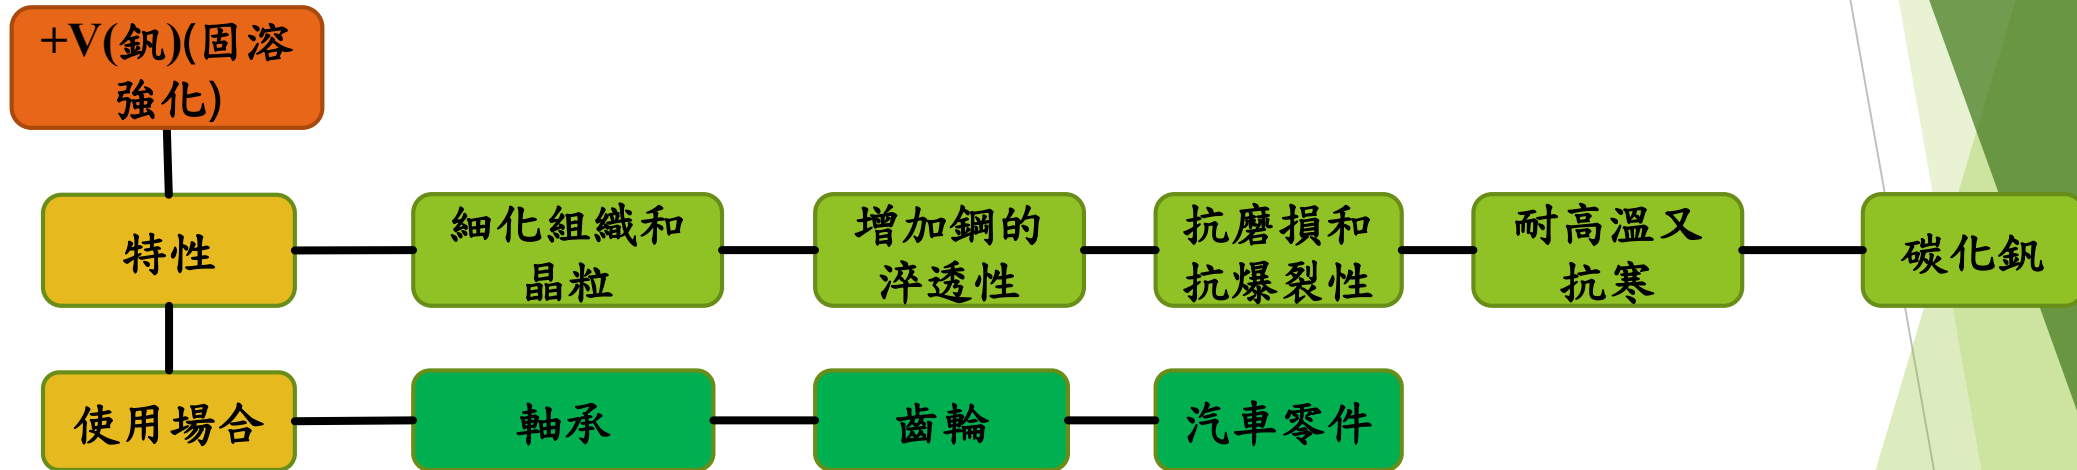 +V(釩)(固溶
強化)
特性
細化組織和
晶粒
增加鋼的
淬透性
抗磨損和
抗爆裂性
耐高溫又
抗寒
碳化釩
使用場合
軸承
齒輪
汽車零件